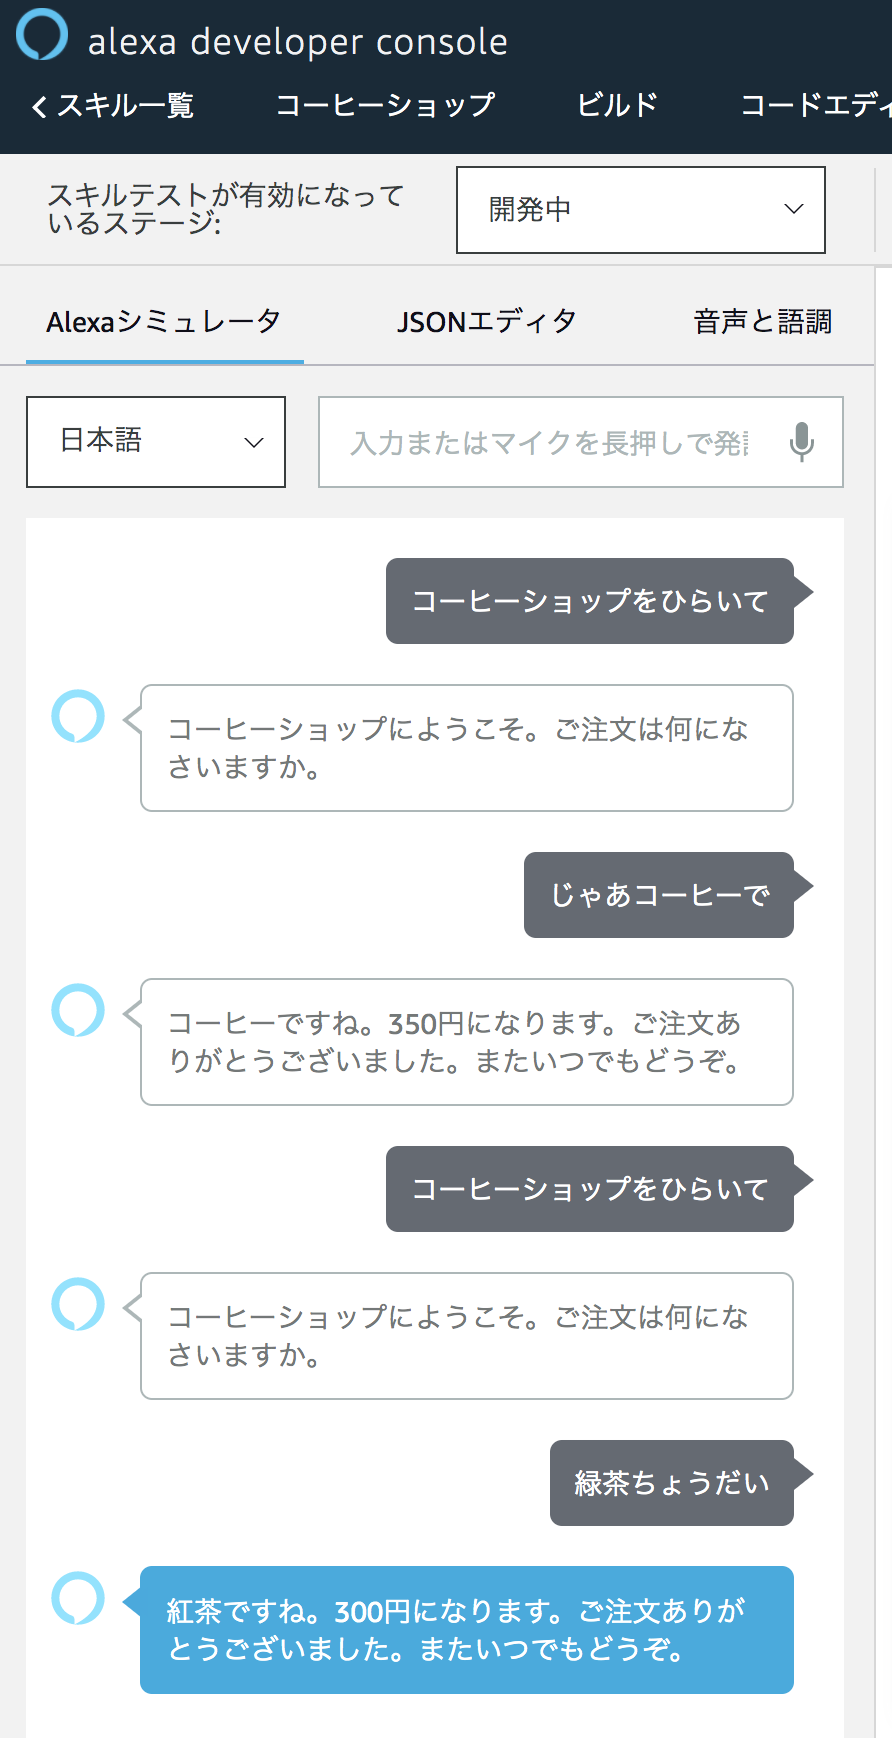 alexa developer console
スキル一覧 コーヒーショップ ビルド コードエディ
スキルテストが有効になって
いるステージ:
開発中
Alexaシミュレータ JSONエディタ 音声と語調
日本語 入力またはマイクを長押しで発
コーヒーショップをひらいて
コーヒーショップにようこそ。ご注文は何にな
さいますか。
じゃあコーヒーで
コーヒーですね。350円になります。ご注文あ
りがとうございました。またいつでもどうぞ。
コーヒーショップをひらいて
コーヒーショップにようこそ。ご注文は何にな
さいますか。
緑茶ちょうだい
紅茶ですね。300円になります。ご注文ありが
とうございました。またいつでもどうぞ。